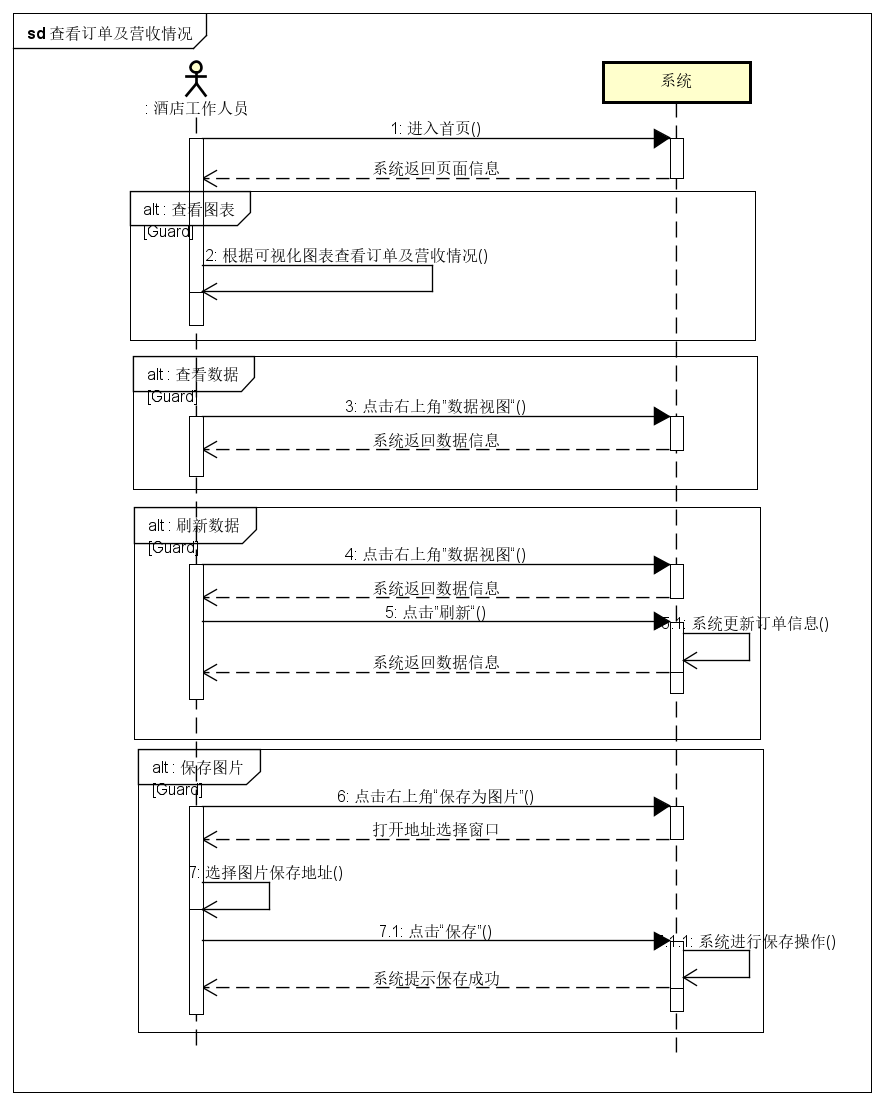 sd 查看订单及营收情况
系统
: 酒店工作人员
1: 进入首页()
系统返回页面信息
alt : 查看图表
[Guard]
2: 根据可视化图表查看订单及营收情况()
alt : 查看数据
[Guard]
3: 点击右上角”数据视图“()
系统返回数据信息
alt : 刷新数据
[Guard]
4: 点击右上角”数据视图“()
系统返回数据信息
5: 点击”刷新“()
5.1: 系统更新订单信息()
系统返回数据信息
alt : 保存图片
[Guard]
6: 点击右上角“保存为图片”()
打开地址选择窗口
7: 选择图片保存地址()
7.1: 点击“保存”()
7.1.1: 系统进行保存操作()
系统提示保存成功